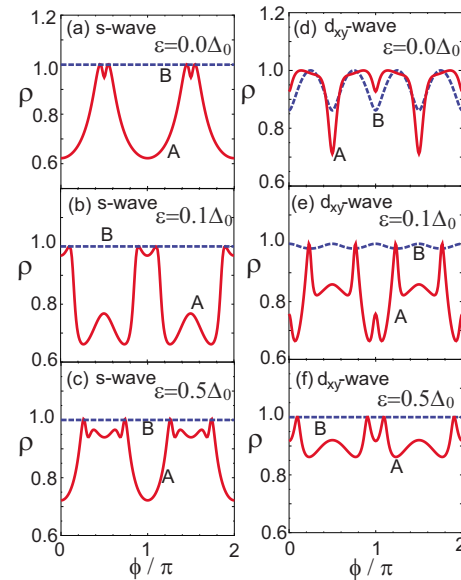 (a) s-wave
ε=0.0Δ₀
ρ
1.0
0.8
0.6
B
A
(b) s-wave
ε=0.1Δ₀
ρ
1.0
0.8
0.6
B
A
(c) s-wave
ε=0.5Δ₀
ρ
1.0
0.8
0.6
B
A
0
1
2
ϕ / π
(d) dxy-wave
ε=0.0Δ₀
ρ
1.0
0.8
0.6
B
A
(e) dxy-wave
ε=0.1Δ₀
ρ
1.0
0.8
0.6
B
A
(f) dxy-wave
ε=0.5Δ₀
ρ
1.0
0.8
0.6
B
A
0
1
2
ϕ / π